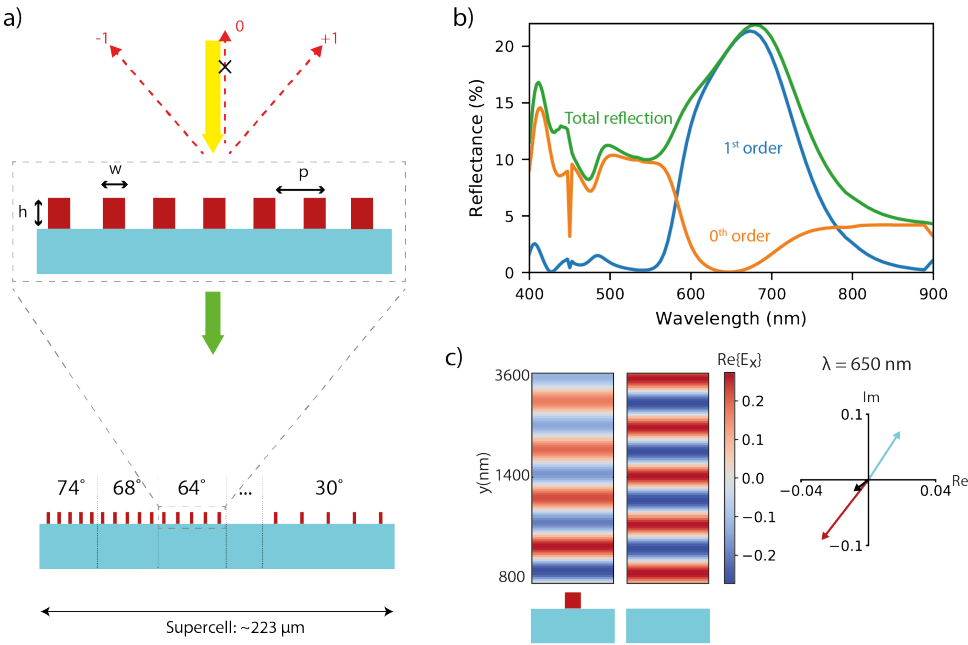 a)
-1
0
+1
w
p
h
74°
68°
64°
...
30°
Supercell: ~223 μm
b)
Reflectance (%)
20
15
10
5
0
Total reflection
1st order
0th order
400
500
600
700
800
900
Wavelength (nm)
c)
Re{Ex}
λ = 650 nm
3600
1400
800
y(nm)
0.2
0.1
0.0
−0.1
−0.2
Im
0.1
Re
−0.04
0.04
−0.1